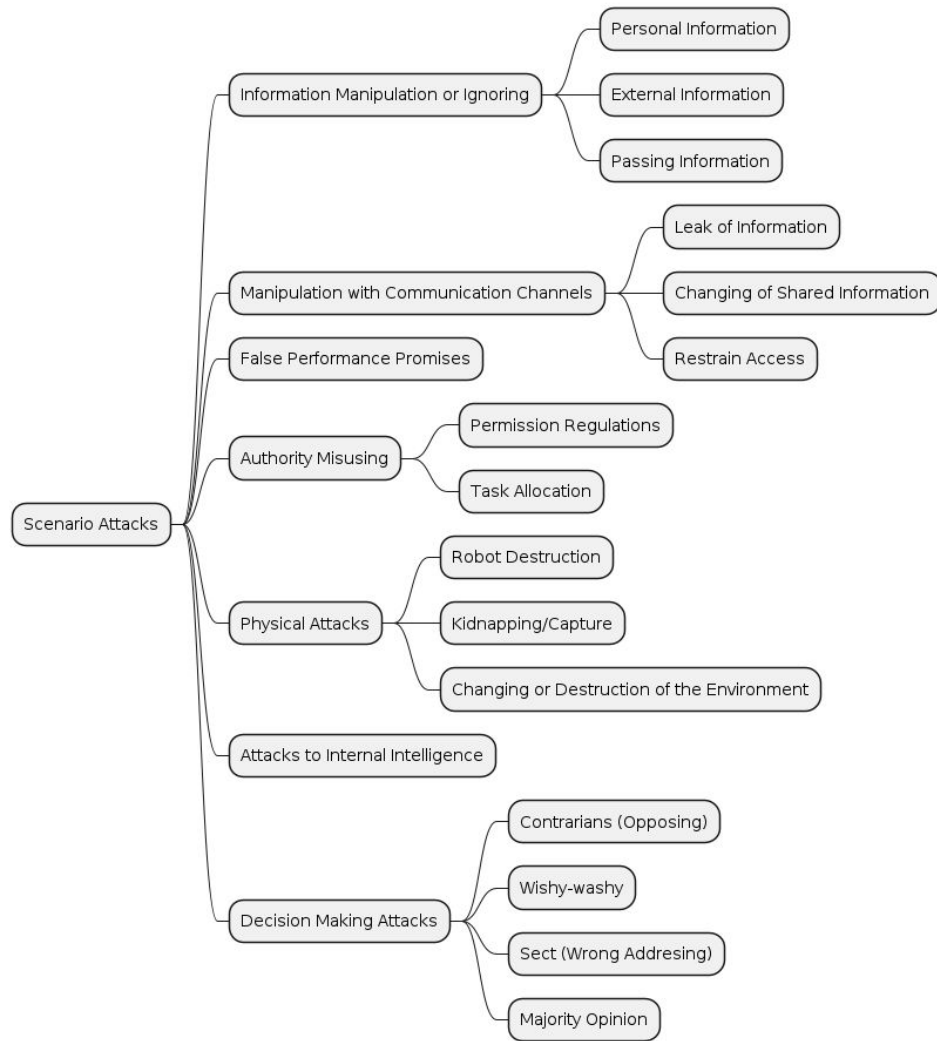 Personal Information
Information Manipulation or Ignoring
External Information
Passing Information
Leak of Information
Manipulation with Communication Channels
Changing of Shared Information
False Performance Promises
Restrain Access
Permission Regulations
Authority Misusing
Task Allocation
Scenario Attacks
Robot Destruction
Physical Attacks
Kidnapping/Capture
Changing or Destruction of the Environment
Attacks to Internal Intelligence
Contrarians (Opposing)
Wishy-washy
Decision Making Attacks
Sect (Wrong Addresing)
Majority Opinion